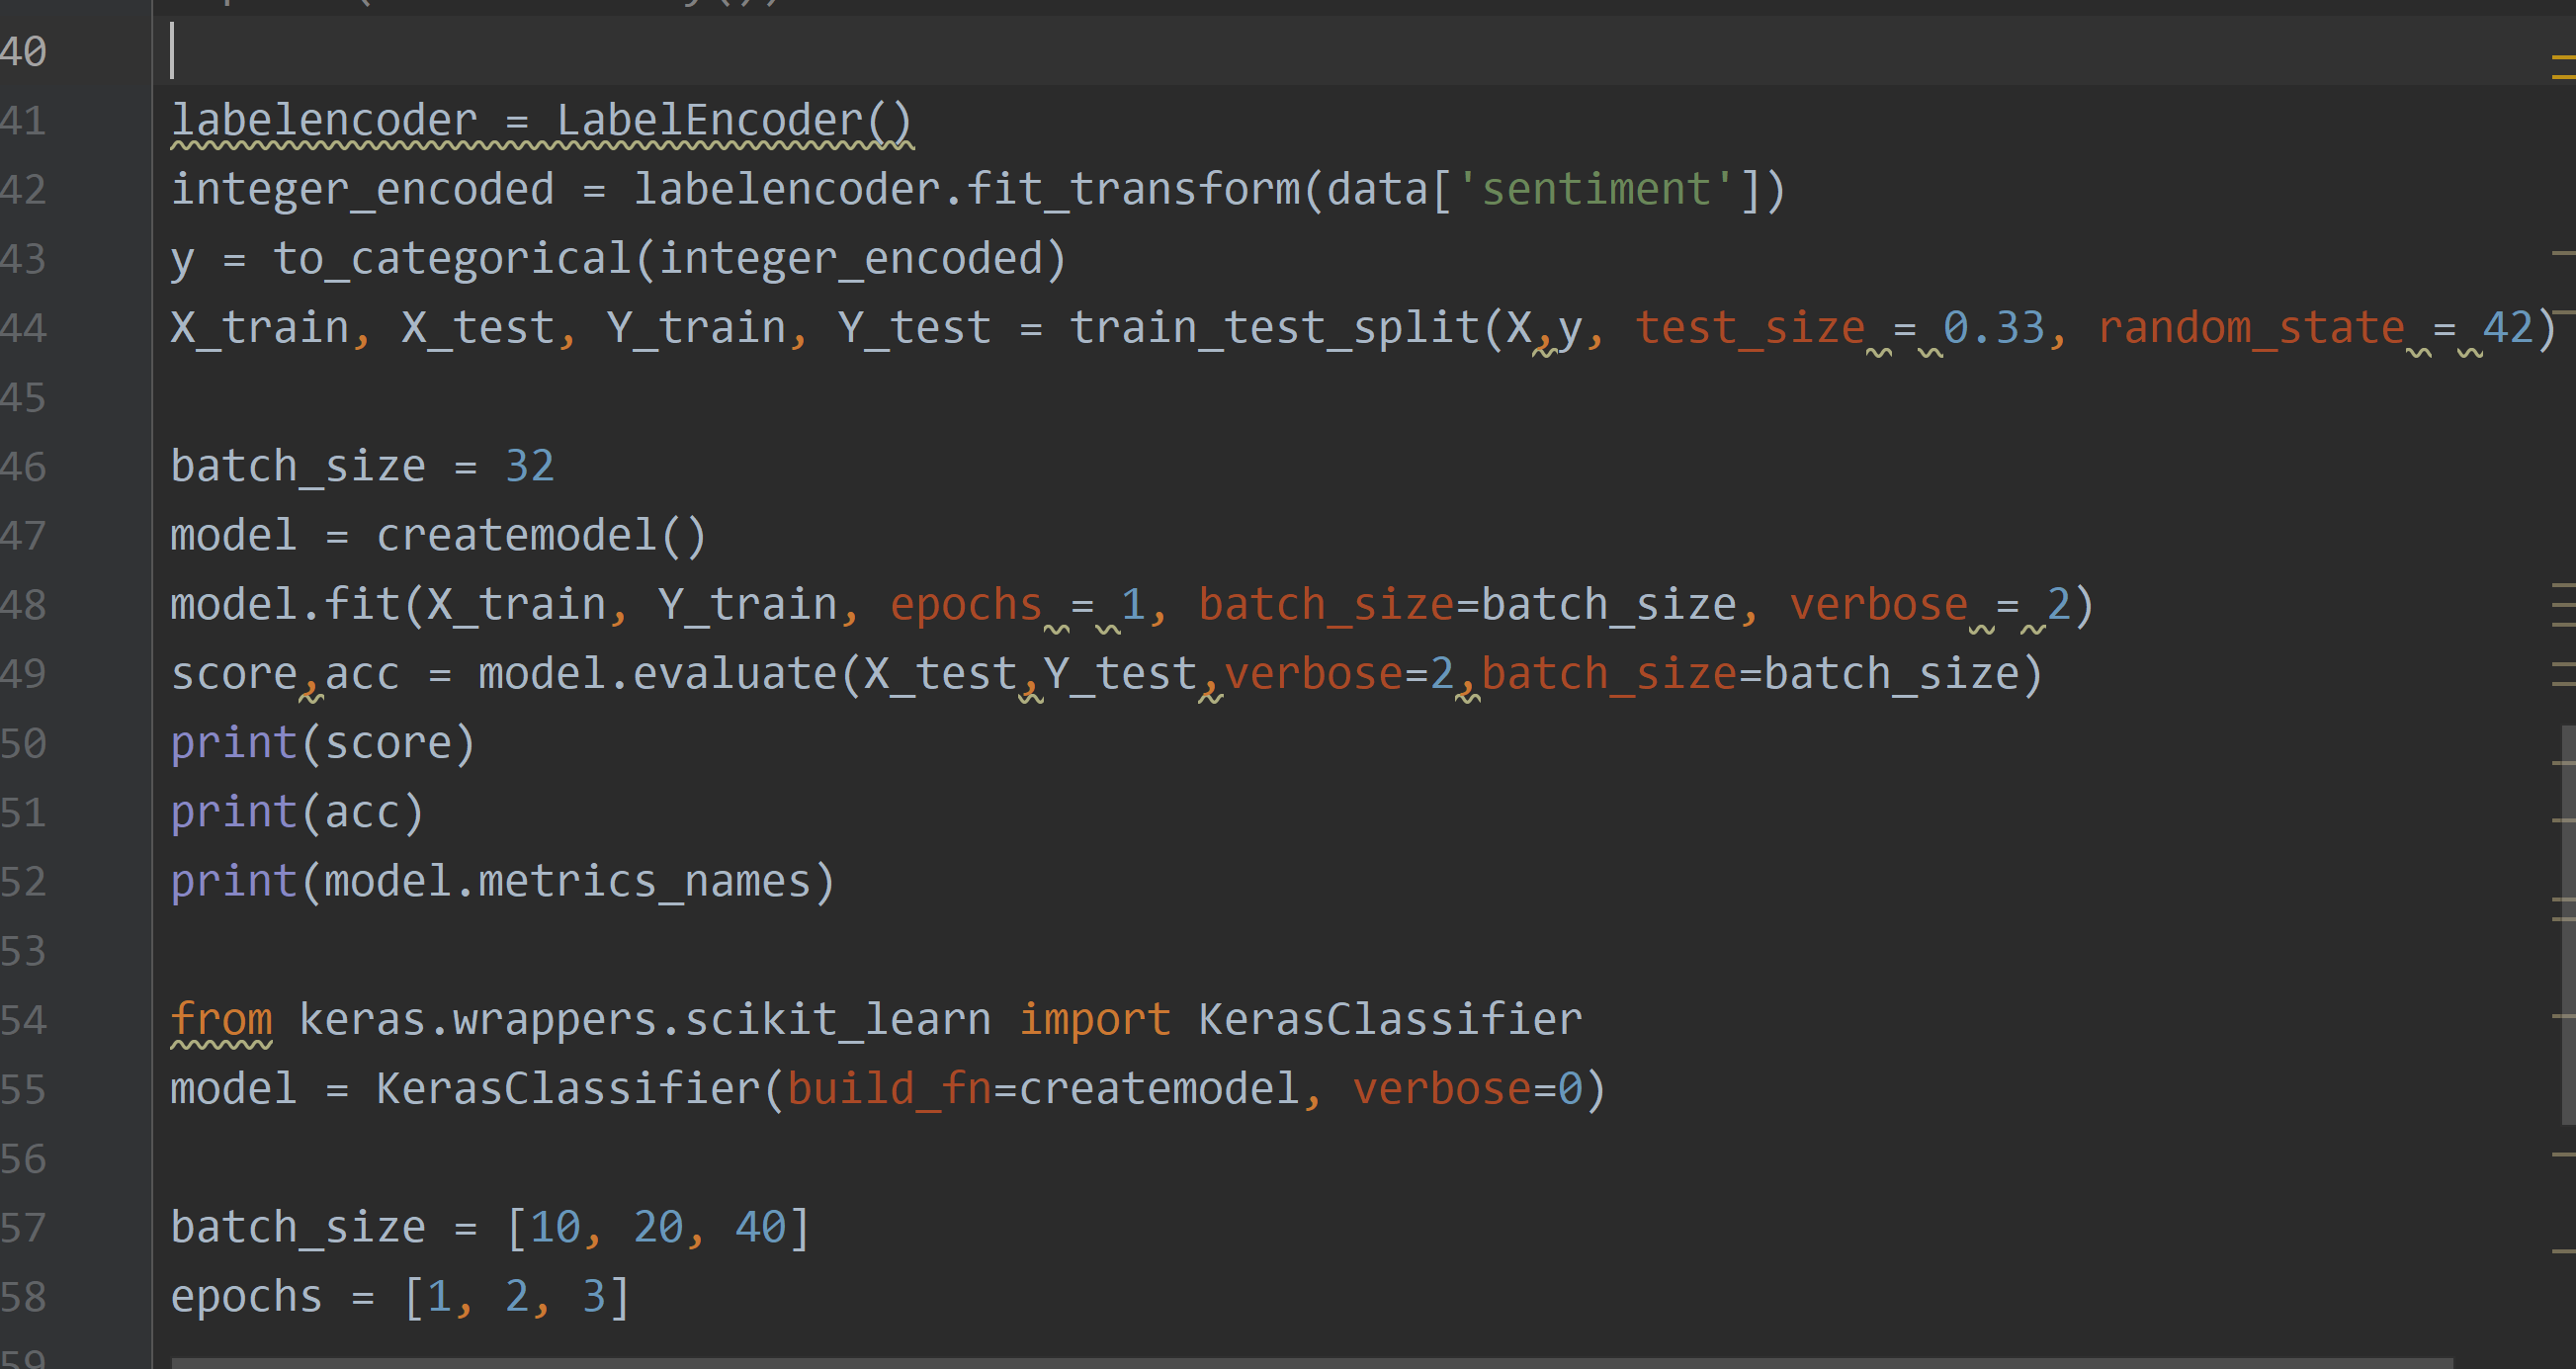 40
41 labelencoder = LabelEncoder()
42 integer_encoded = labelencoder.fit_transform(data['sentiment'])
43 y = to_categorical(integer_encoded)
44 X_train, X_test, Y_train, Y_test = train_test_split(X,y, test_size = 0.33, random_state = 42)
45
46 batch_size = 32
47 model = createmodel()
48 model.fit(X_train, Y_train, epochs = 1, batch_size=batch_size, verbose = 2)
49 score,acc = model.evaluate(X_test,Y_test,verbose=2,batch_size=batch_size)
50 print(score)
51 print(acc)
52 print(model.metrics_names)
53
54 from keras.wrappers.scikit_learn import KerasClassifier
55 model = KerasClassifier(build_fn=createmodel, verbose=0)
56
57 batch_size = [10, 20, 40]
58 epochs = [1, 2, 3]
59